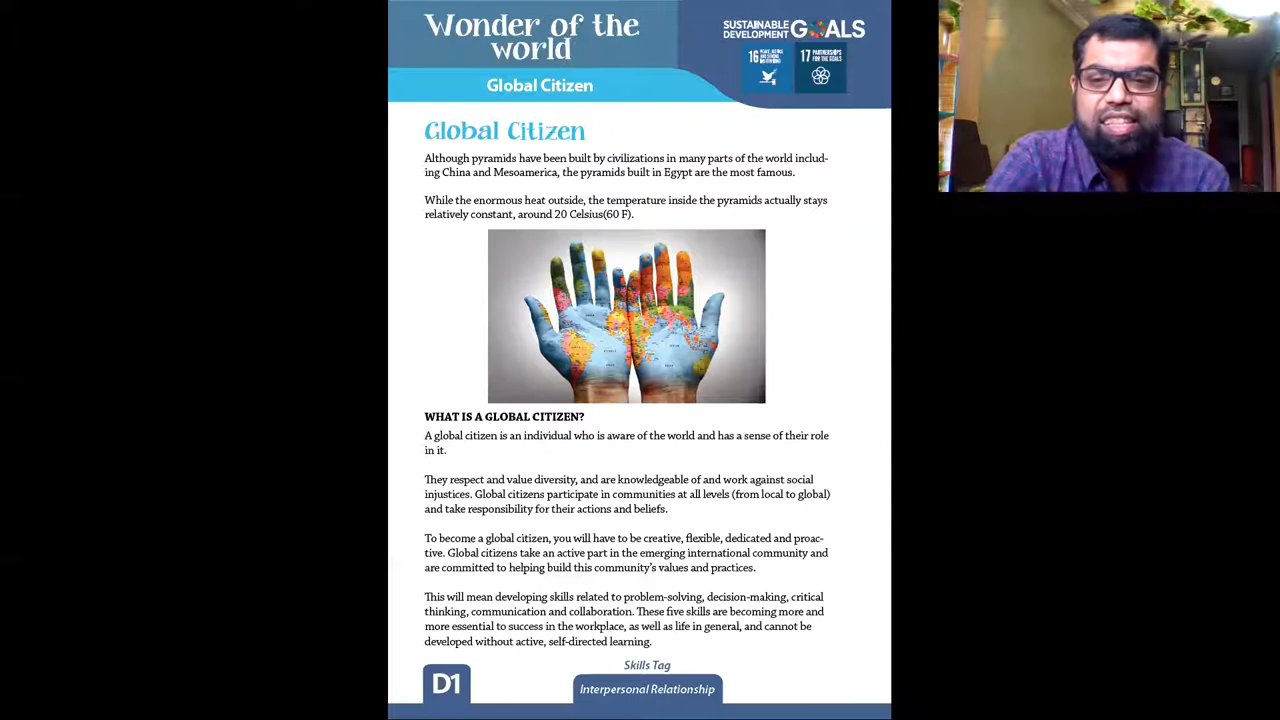 Wonder of the
world
Global Citizen
SUSTAINABLE
DEVELOPMENT GOALS
16 PEACE, JUSTICE
AND STRONG
INSTITUTIONS
17 PARTNERSHIPS
FOR THE GOALS
Global Citizen
Although pyramids have been built by civilizations in many parts of the world includ-
ing China and Mesoamerica, the pyramids built in Egypt are the most famous.
While the enormous heat outside, the temperature inside the pyramids actually stays
relatively constant, around 20 Celsius(60 F).
WHAT IS A GLOBAL CITIZEN?
A global citizen is an individual who is aware of the world and has a sense of their role
in it.
They respect and value diversity, and are knowledgeable of and work against social
injustices. Global citizens participate in communities at all levels (from local to global)
and take responsibility for their actions and beliefs.
To become a global citizen, you will have to be creative, flexible, dedicated and proac-
tive. Global citizens take an active part in the emerging international community and
are committed to helping build this community's values and practices.
This will mean developing skills related to problem-solving, decision-making, critical
thinking, communication and collaboration. These five skills are becoming more and
more essential to success in the workplace, as well as life in general, and cannot be
developed without active, self-directed learning.
Skills Tag
D1
Interpersonal Relationship